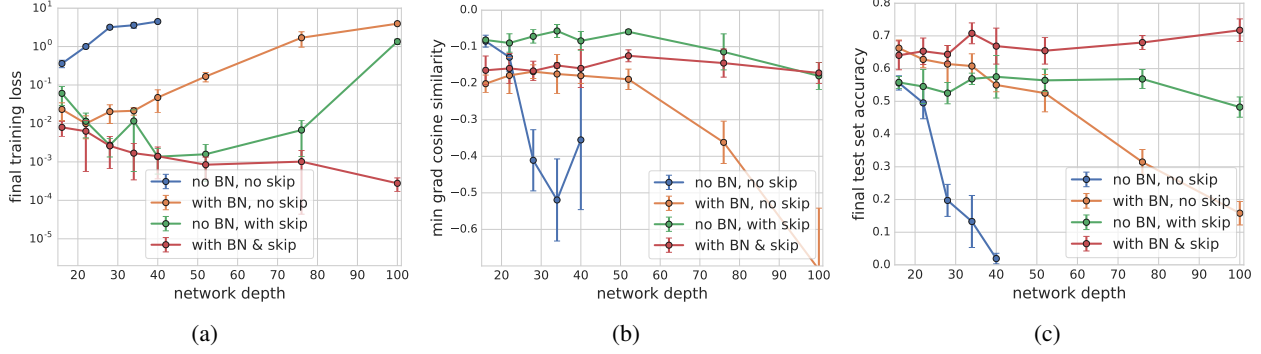 final training loss
10¹
10⁰
10⁻¹
10⁻²
10⁻³
10⁻⁴
10⁻⁵
no BN, no skip
with BN, no skip
no BN, with skip
with BN & skip
20 30 40 50 60 70 80 90 100
network depth
(a)
min grad cosine similarity
0.0
−0.1
−0.2
−0.3
−0.4
−0.5
−0.6
no BN, no skip
with BN, no skip
no BN, with skip
with BN & skip
20 30 40 50 60 70 80 90 100
network depth
(b)
final test set accuracy
0.8
0.7
0.6
0.5
0.4
0.3
0.2
0.1
0.0
no BN, no skip
with BN, no skip
no BN, with skip
with BN & skip
20 30 40 50 60 70 80 90 100
network depth
(c)